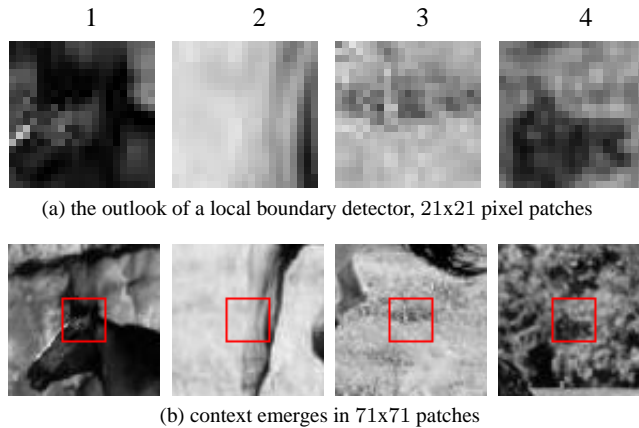 1 2 3 4
(a) the outlook of a local boundary detector, 21x21 pixel patches
(b) context emerges in 71x71 patches